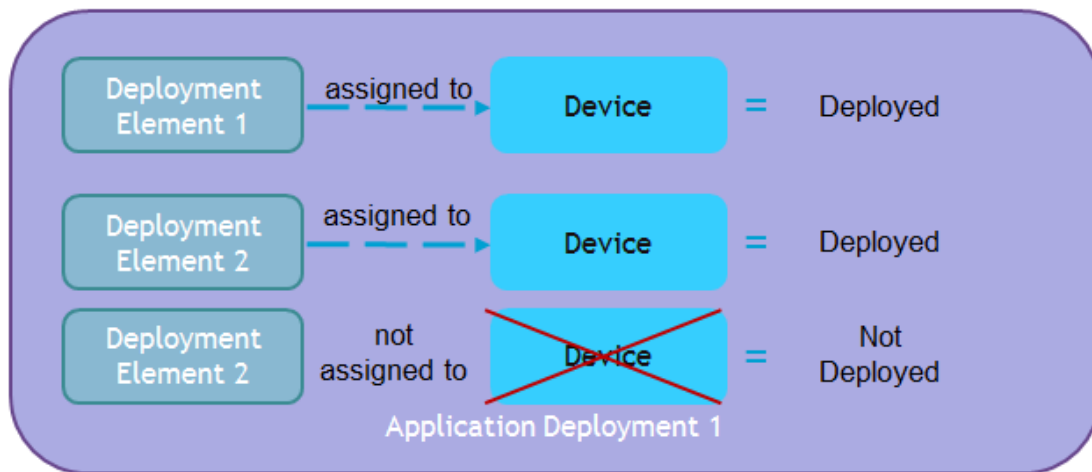 Deployment
Element 1
assigned to
Device
=
Deployed
Deployment
Element 2
assigned to
Device
=
Deployed
Deployment
Element 2
not
assigned to
Device
=
Not
Deployed
Application Deployment 1